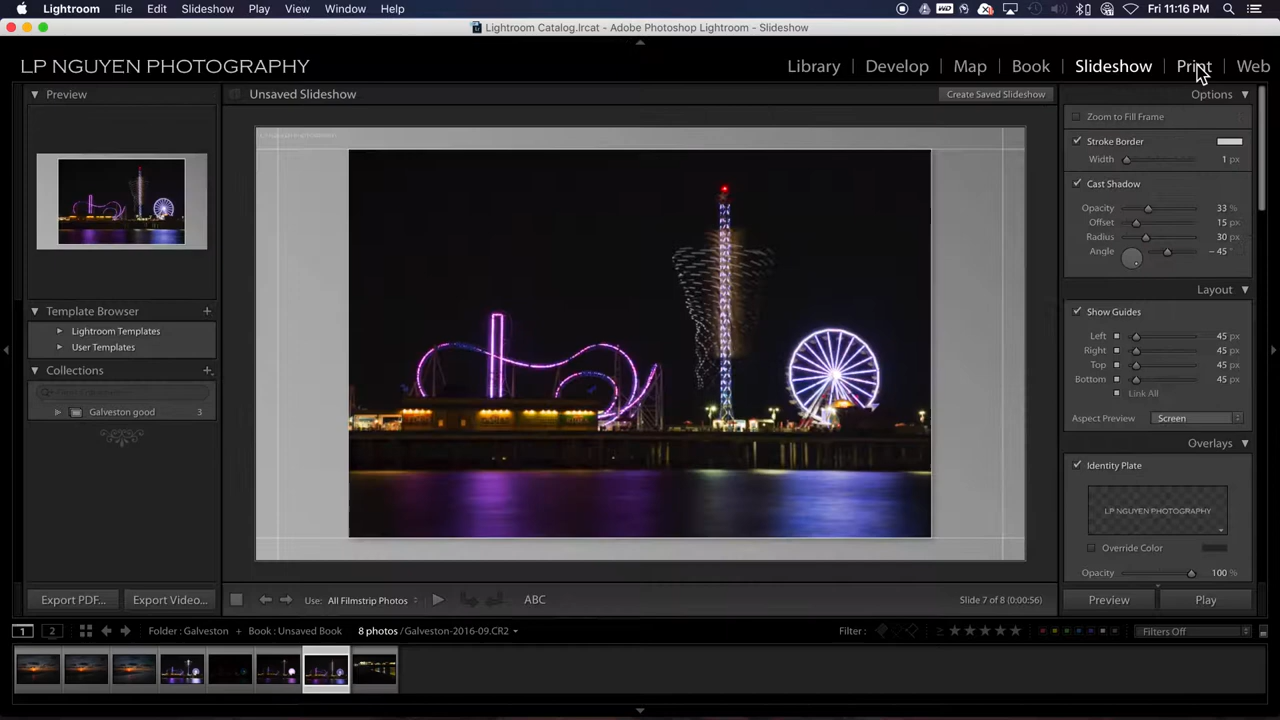 Lightroom File Edit Slideshow Play View Window Help Fri 11:16 PM
Lightroom Catalog.lrcat - Adobe Photoshop Lightroom - Slideshow
LP NGUYEN PHOTOGRAPHY Library Develop Map Book Slideshow Print Web
Preview
Unsaved Slideshow
Create Saved Slideshow
Options
Zoom to Fill Frame
Stroke Border
Width 1 px
Cast Shadow
Opacity 33 %
Offset 15 px
Radius 30 px
Angle - 45 °
Layout
Template Browser +
Show Guides
Lightroom Templates
Left 45 px
User Templates
Right 45 px
Top 45 px
Collections +
Bottom 45 px
Link All
Galveston good 3
Aspect Preview Screen
Overlays
Identity Plate
LP NGUYEN PHOTOGRAPHY
Override Color
Opacity 100 %
Export PDF... Export Video... Use: All Filmstrip Photos ABC Slide 7 of 8 (0:00:56) Preview Play
1 2 Folder : Galveston + Book : Unsaved Book 8 photos /Galveston-2016-09.CR2 Filter : Filters Off